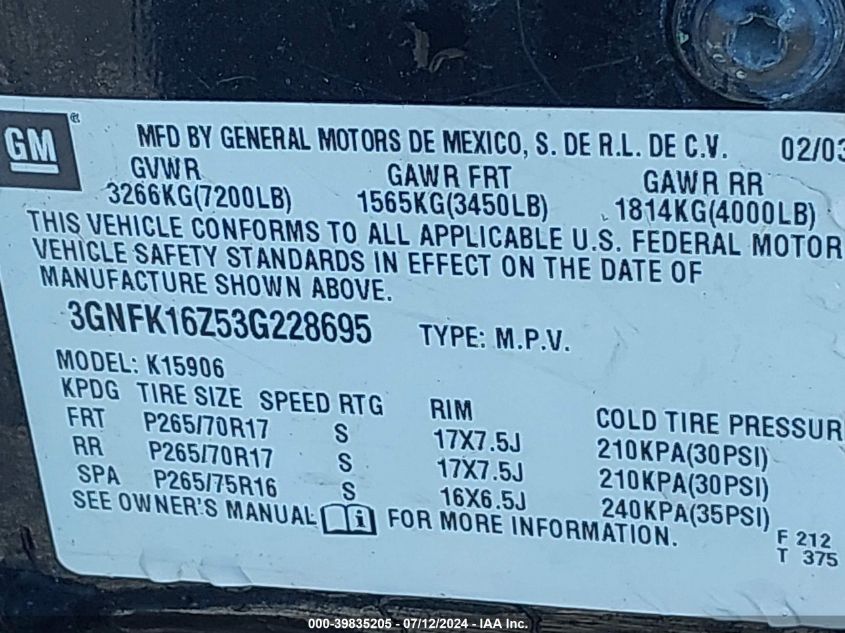 GM ® MFD BY GENERAL MOTORS DE MEXICO, S. DE R.L. DE C.V. 02/03
GVWR GAWR FRT GAWR RR
3266KG(7200LB) 1565KG(3450LB) 1814KG(4000LB)
THIS VEHICLE CONFORMS TO ALL APPLICABLE U.S. FEDERAL MOTOR
VEHICLE SAFETY STANDARDS IN EFFECT ON THE DATE OF
MANUFACTURE SHOWN ABOVE.
3GNFK16Z53G228695 TYPE: M.P.V.
MODEL: K15906
KPDG TIRE SIZE SPEED RTG RIM COLD TIRE PRESSUR
FRT P265/70R17 S 17X7.5J 210KPA(30PSI)
RR P265/70R17 S 17X7.5J 210KPA(30PSI)
SPA P265/75R16 S 16X6.5J 240KPA(35PSI)
SEE OWNER'S MANUAL FOR MORE INFORMATION.
F 212
T 375
000-39835205 - 07/12/2024 - IAA Inc.